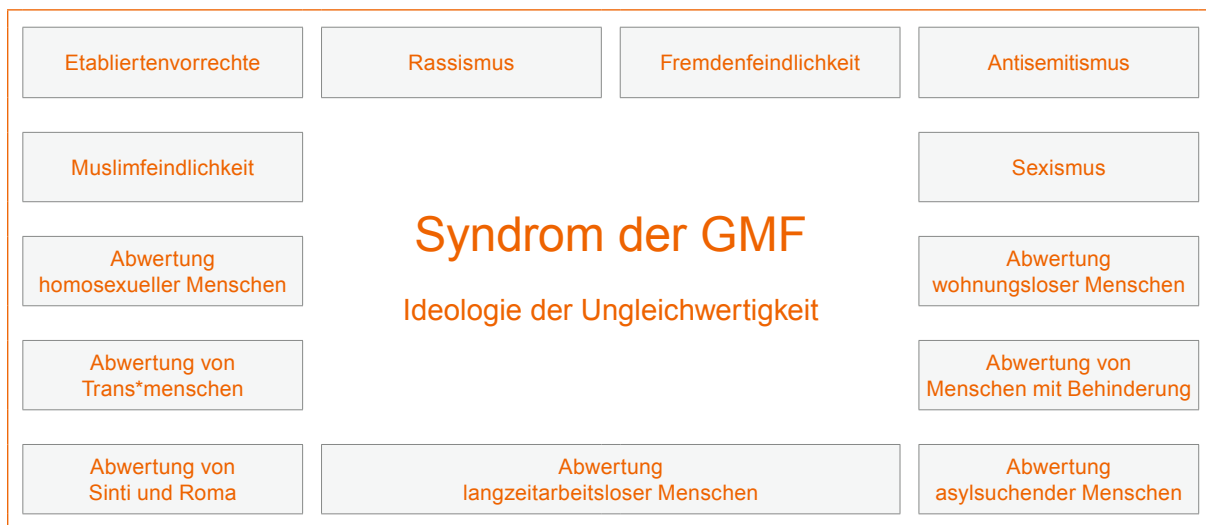 Etabliertenvorrechte
Rassismus
Fremdenfeindlichkeit
Antisemitismus
Muslimfeindlichkeit
Sexismus
Syndrom der GMF
Abwertung
homosexueller Menschen
Abwertung
wohnungsloser Menschen
Ideologie der Ungleichwertigkeit
Abwertung von
Trans*menschen
Abwertung von
Menschen mit Behinderung
Abwertung von
Sinti und Roma
Abwertung
langzeitarbeitsloser Menschen
Abwertung
asylsuchender Menschen